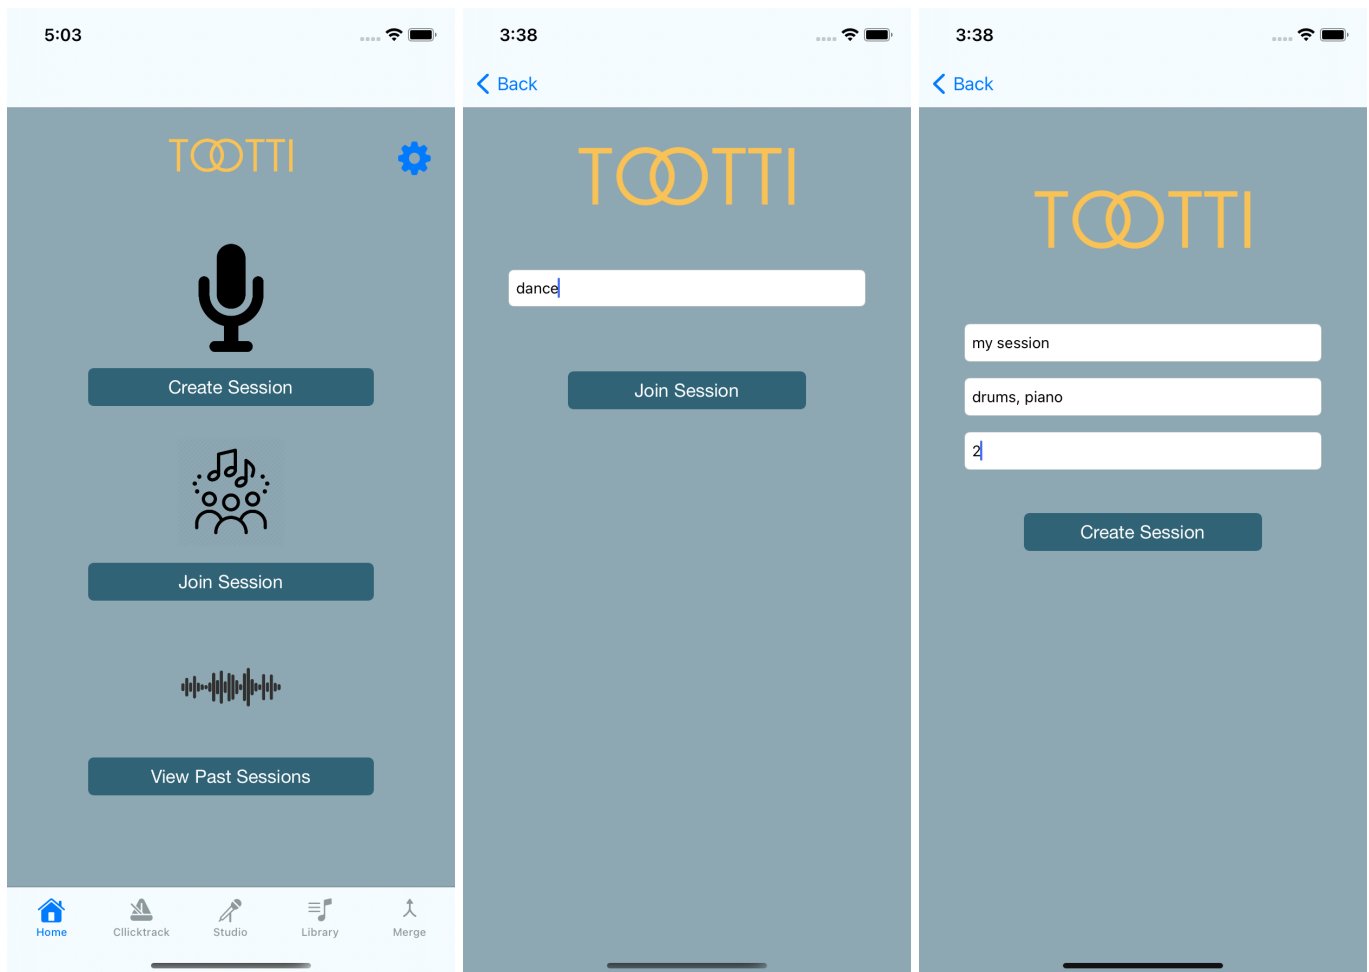 5:03
TOOTTI
Create Session
Join Session
View Past Sessions
Home
Cllicktrack
Studio
Library
Merge
3:38
Back
TOOTTI
dance
Join Session
3:38
Back
TOOTTI
my session
drums, piano
2
Create Session